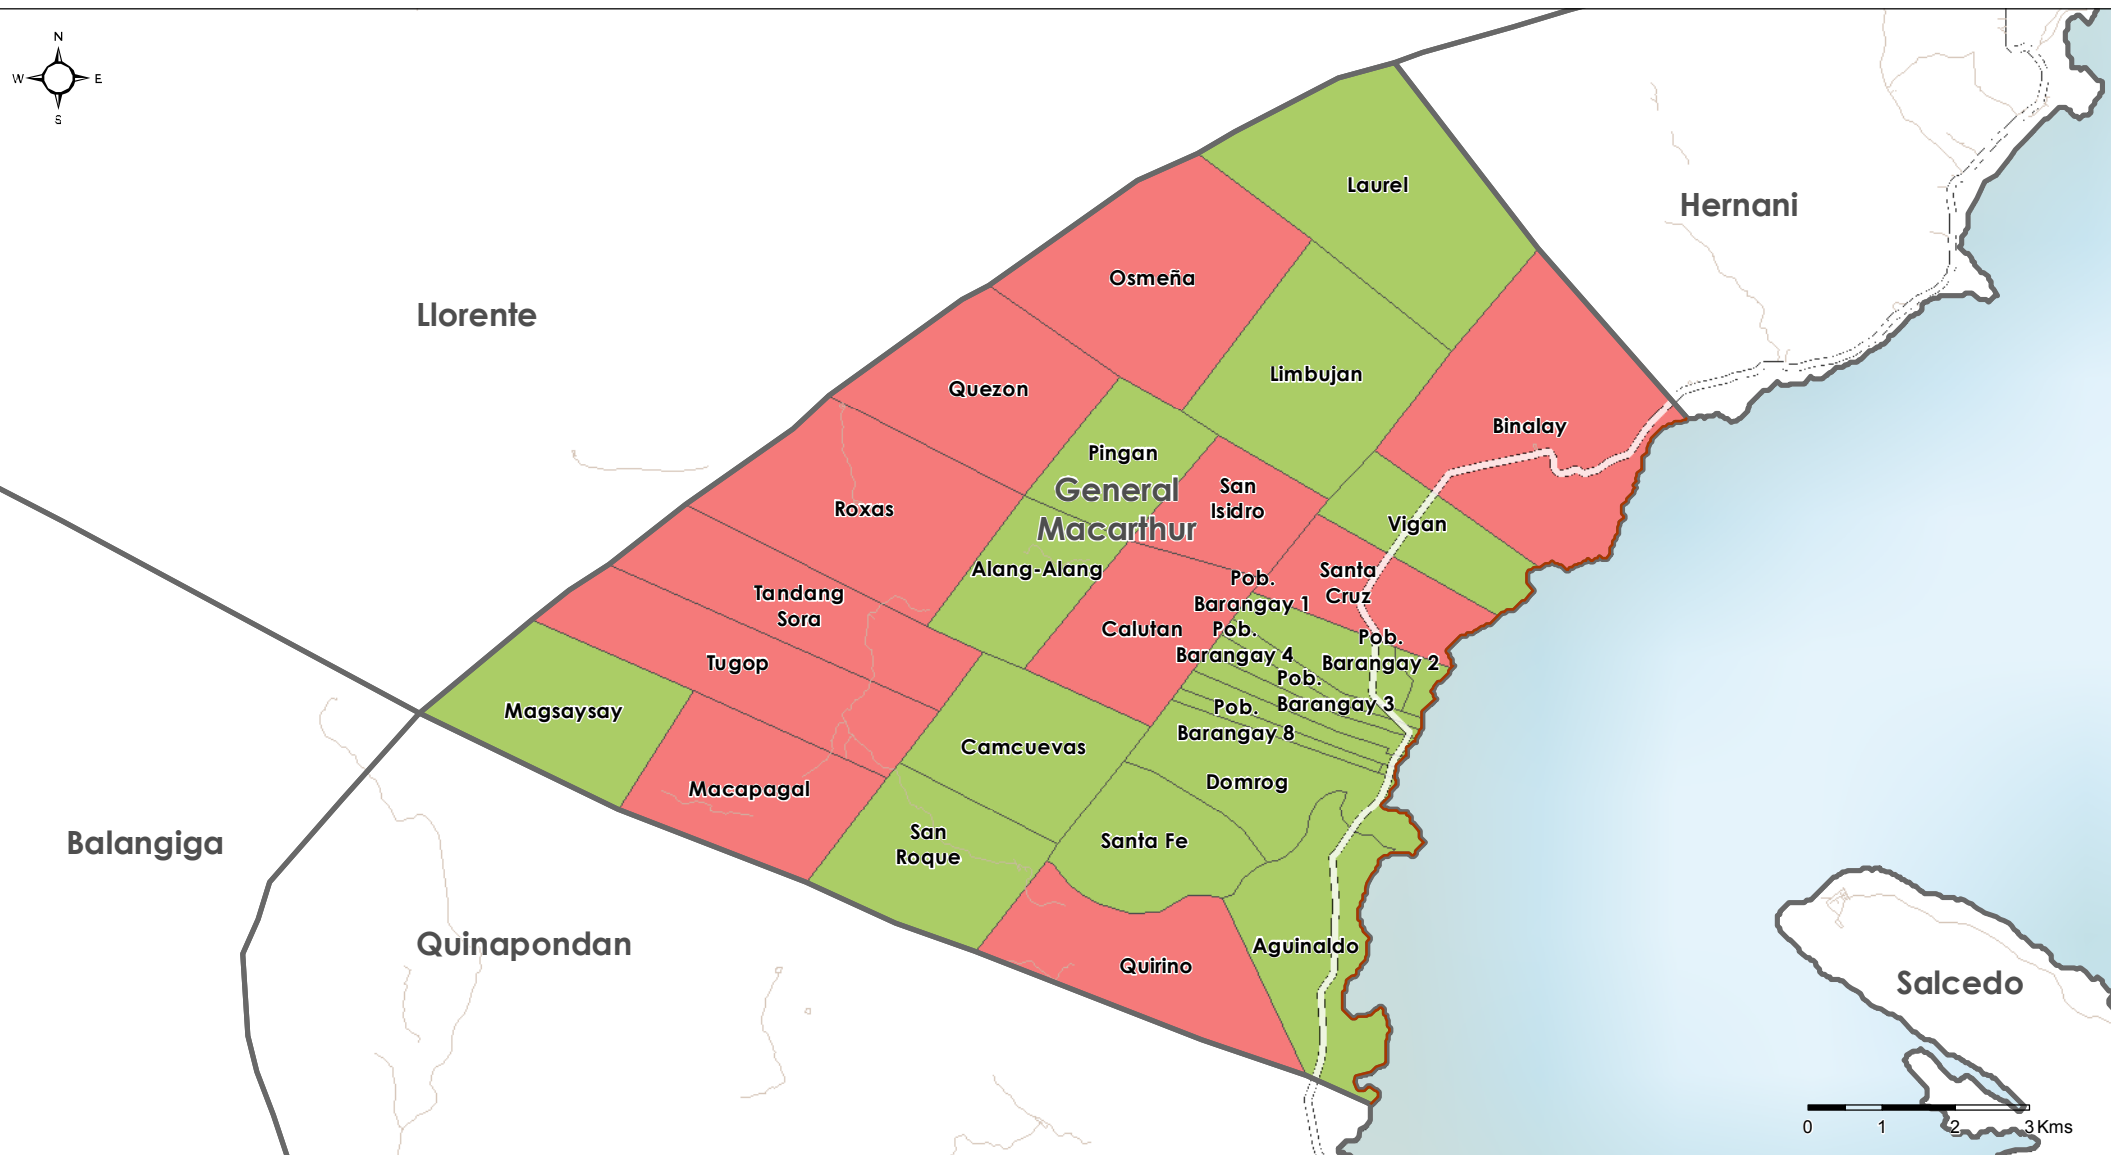 N
W E
S
Laurel
Hernani
Osmeña
Llorente
Limbujan
Quezon
Binalay
Pingan
General
Macarthur
San
Isidro
Roxas
Vigan
Alang-Alang
Santa
Cruz
Pob.
Barangay 1
Tandang
Sora
Calutan
Pob.
Barangay 4
Pob.
Barangay 2
Tugop
Pob.
Barangay 3
Magsaysay
Pob.
Barangay 8
Camcuevas
Domrog
Macapagal
San
Roque
Santa Fe
Balangiga
Quinapondan
Aguinaldo
Quirino
Salcedo
0 1 2 3 Kms